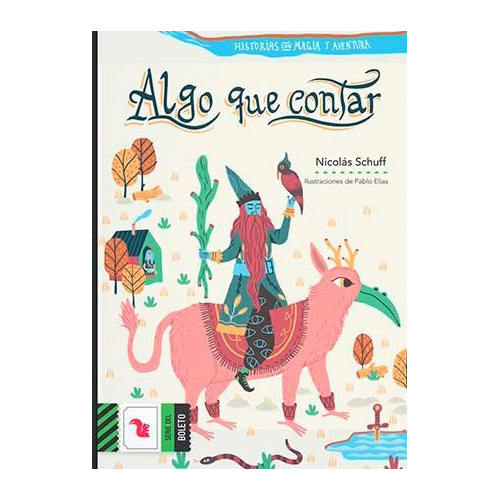 HISTORIAS CON MAGIA Y AVENTURA
Algo que contar
Nicolás Schuff
Ilustraciones de Pablo Elías
SERIE DEL
BOLETO